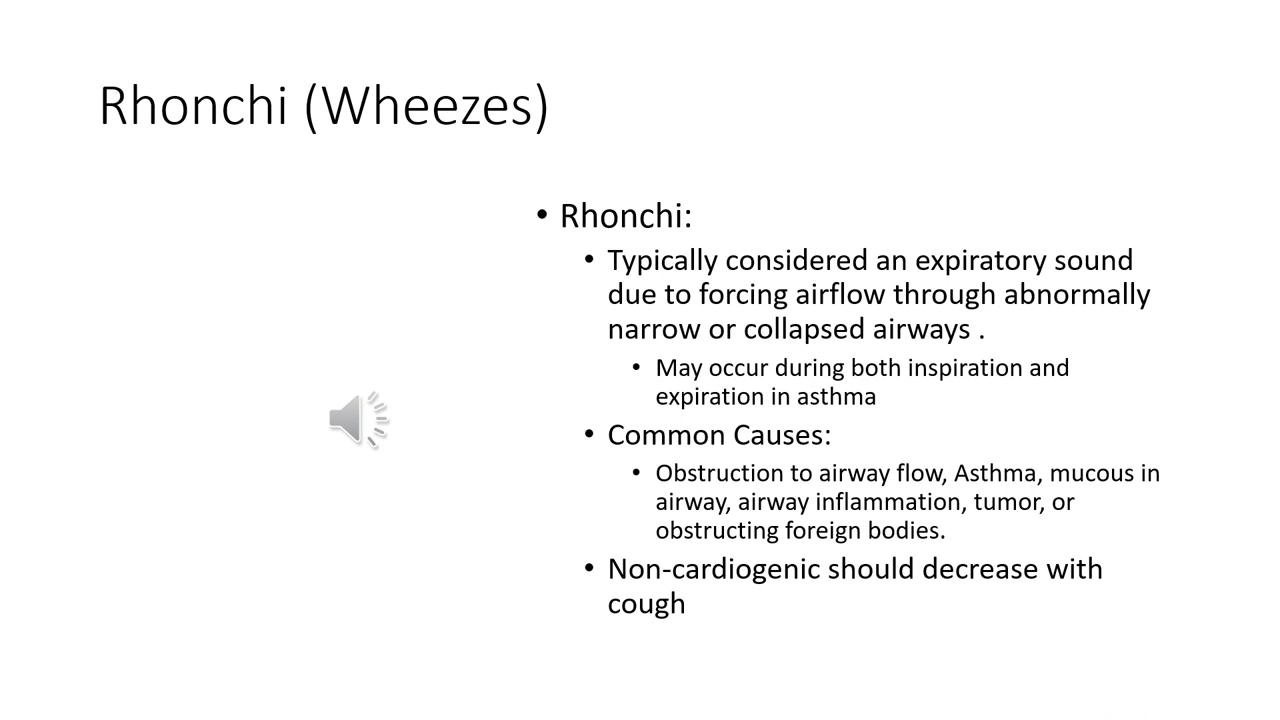 Rhonchi (Wheezes)
• Rhonchi:
• Typically considered an expiratory sound
due to forcing airflow through abnormally
narrow or collapsed airways .
• May occur during both inspiration and
expiration in asthma
• Common Causes:
• Obstruction to airway flow, Asthma, mucous in
airway, airway inflammation, tumor, or
obstructing foreign bodies.
• Non-cardiogenic should decrease with
cough